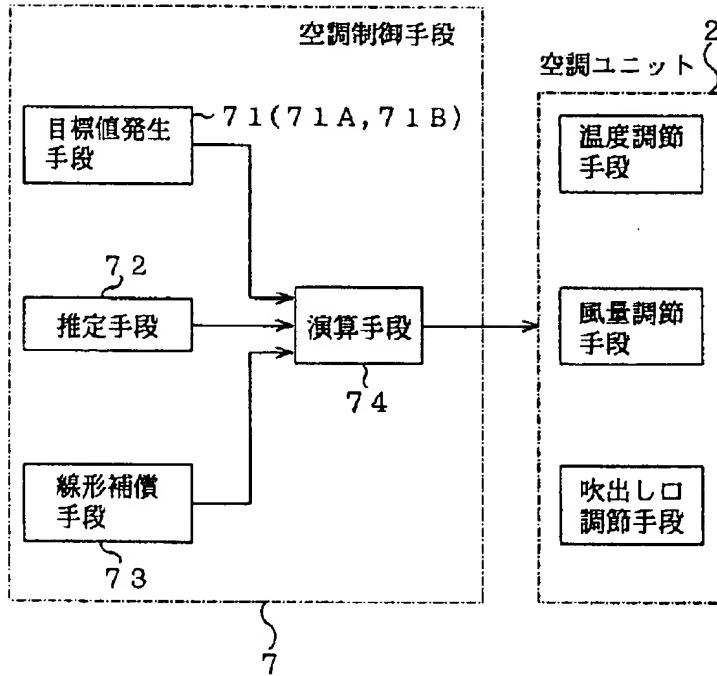 空調制御手段
2
空調ユニット
目標値発生
手段
71(71A,71B)
温度調節
手段
72
推定手段
演算手段
74
風量調節
手段
線形補償
手段
73
吹出し口
調節手段
7